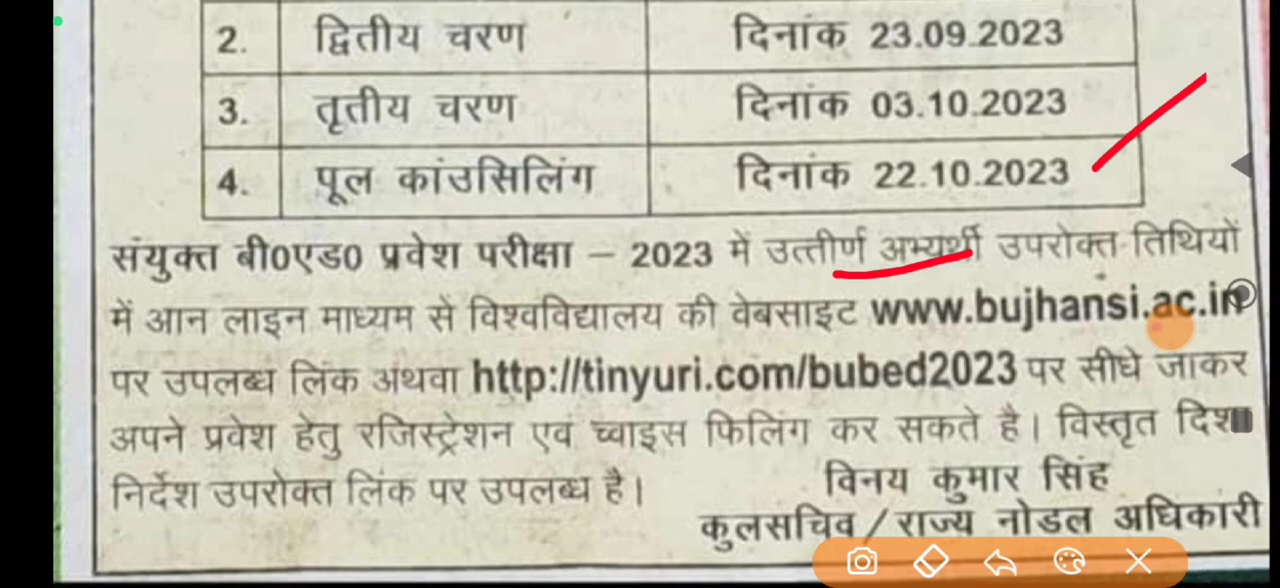 2. द्वितीय चरण दिनांक 23.09.2023
3. तृतीय चरण दिनांक 03.10.2023
4. पूल कांउसिलिंग दिनांक 22.10.2023
संयुक्त बी0एड0 प्रवेश परीक्षा – 2023 में उत्तीर्ण अभ्यर्थी उपरोक्त तिथियों
में आन लाइन माध्यम से विश्वविद्यालय की वेबसाइट www.bujhansi.ac.in
पर उपलब्ध लिंक अथवा http://tinyuri.com/bubed2023 पर सीधे जाकर
अपने प्रवेश हेतु रजिस्ट्रेशन एवं च्वाइस फिलिंग कर सकते है। विस्तृत दिशा
निर्देश उपरोक्त लिंक पर उपलब्ध है।
विनय कुमार सिंह
कुलसचिव/राज्य नोडल अधिकारी